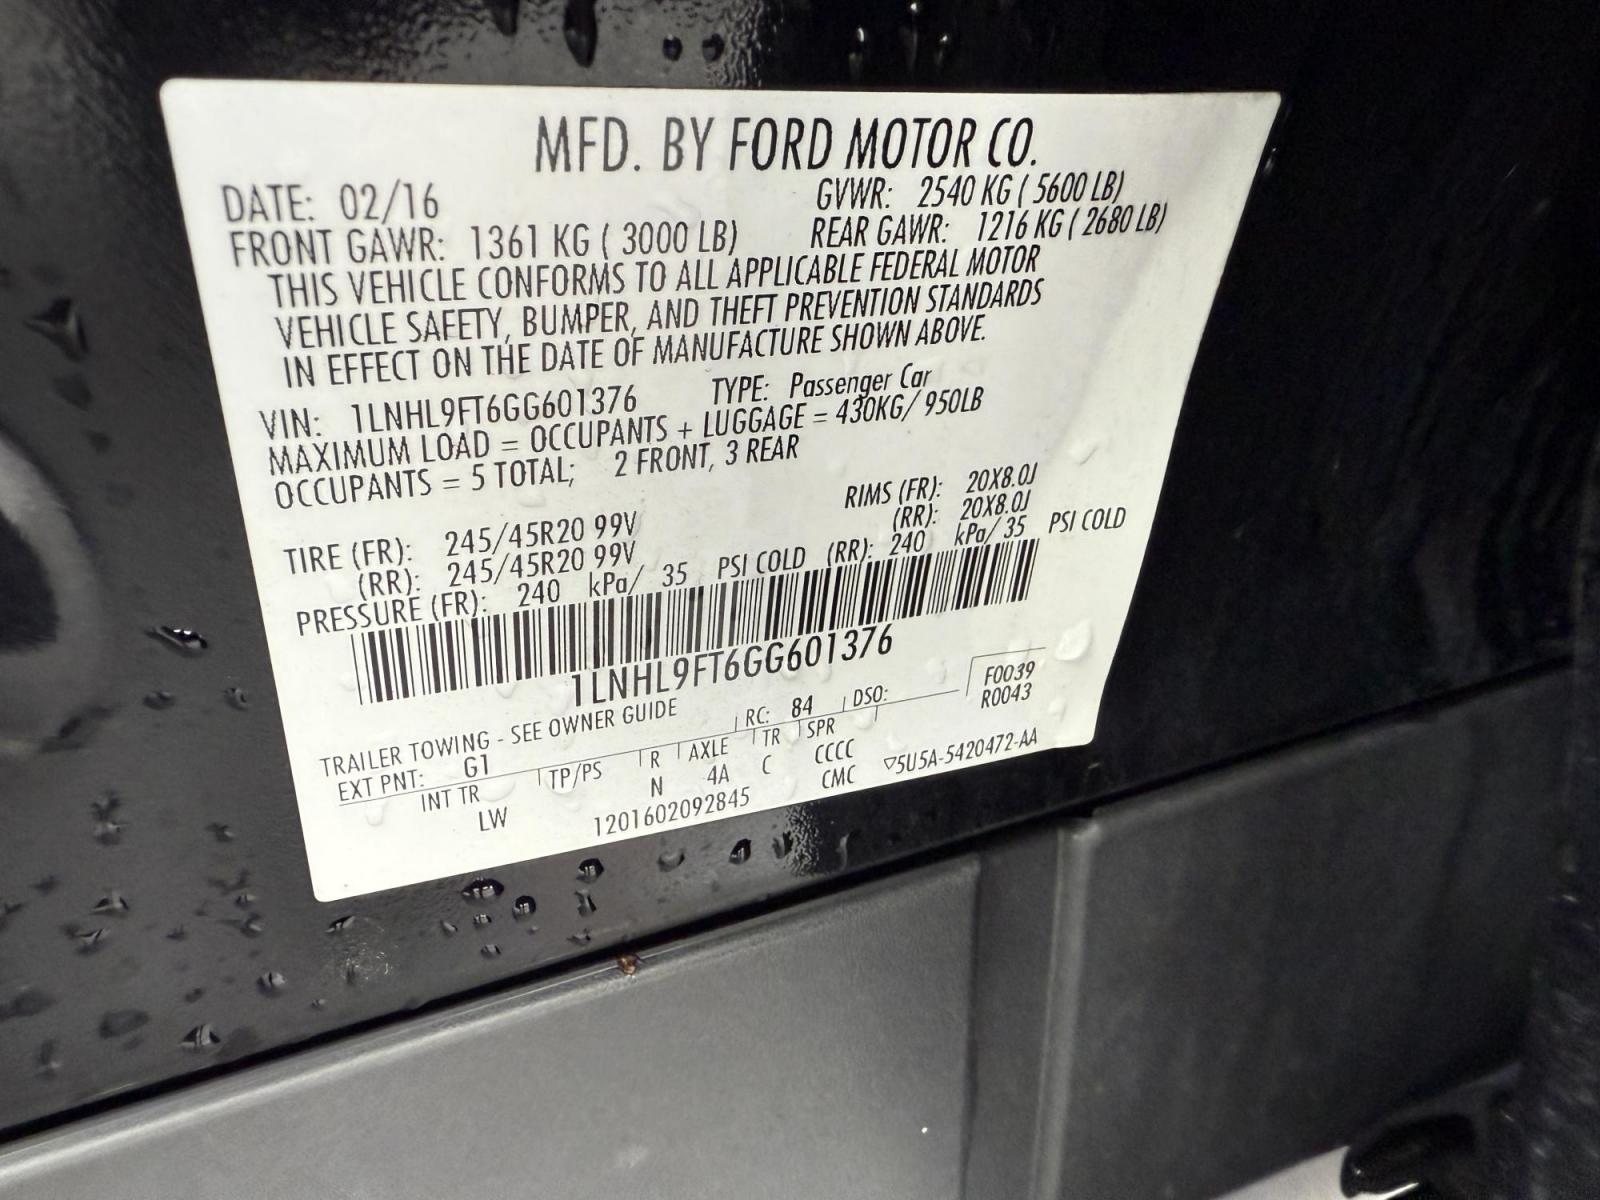 MFD. BY FORD MOTOR CO.
DATE: 02/16 GVWR: 2540 KG ( 5600 LB)
FRONT GAWR: 1361 KG ( 3000 LB) REAR GAWR: 1216 KG ( 2680 LB)
THIS VEHICLE CONFORMS TO ALL APPLICABLE FEDERAL MOTOR
VEHICLE SAFETY, BUMPER, AND THEFT PREVENTION STANDARDS
IN EFFECT ON THE DATE OF MANUFACTURE SHOWN ABOVE.
VIN: 1LNHL9FT6GG601376 TYPE: Passenger Car
MAXIMUM LOAD = OCCUPANTS + LUGGAGE = 430KG/ 950LB
OCCUPANTS = 5 TOTAL; 2 FRONT, 3 REAR
TIRE (FR): 245/45R20 99V RIMS (FR): 20X8.0J
(RR): 245/45R20 99V (RR): 20X8.0J
PRESSURE (FR): 240 kPa/ 35 PSI COLD (RR): 240 kPa/ 35 PSI COLD
1LNHL9FT6GG601376
F0039
TRAILER TOWING - SEE OWNER GUIDE RC: 84 DSO: R0043
EXT PNT: G1 TP/PS R AXLE TR SPR
INT TR N 4A C CCCC
LW 1201602092845 CMC ▽5U5A-5420472-AA